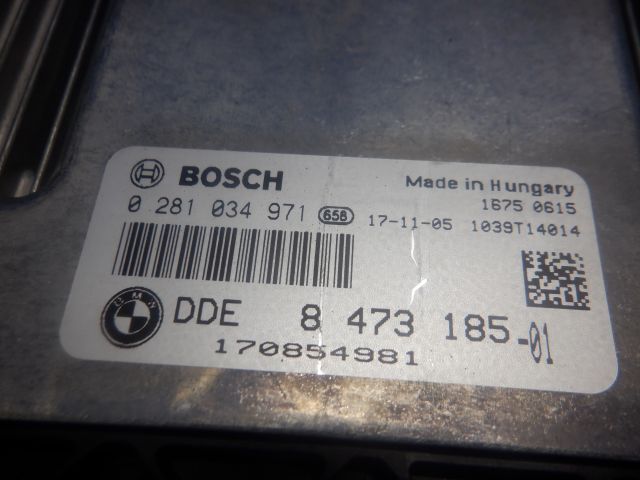 BOSCH
Made in Hungary
1675 0615
0 281 034 971 658 17-11-05 1039T14014
BMW
DDE 8 473 185-01
170854981